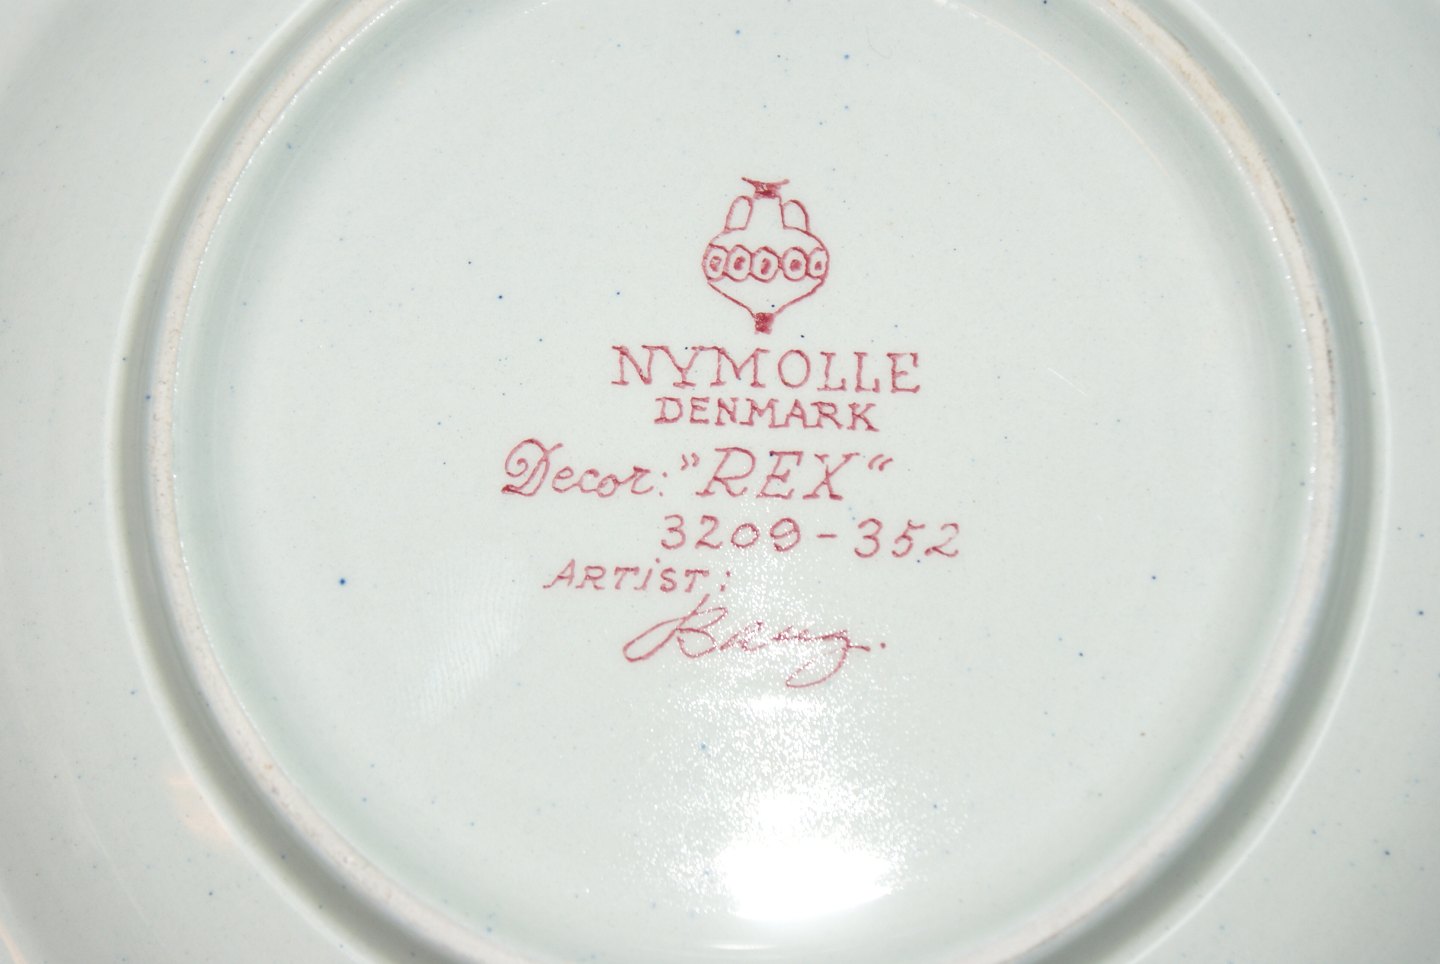 NYMOLLE
DENMARK
Decor: "REX"
3209-352
ARTIST: